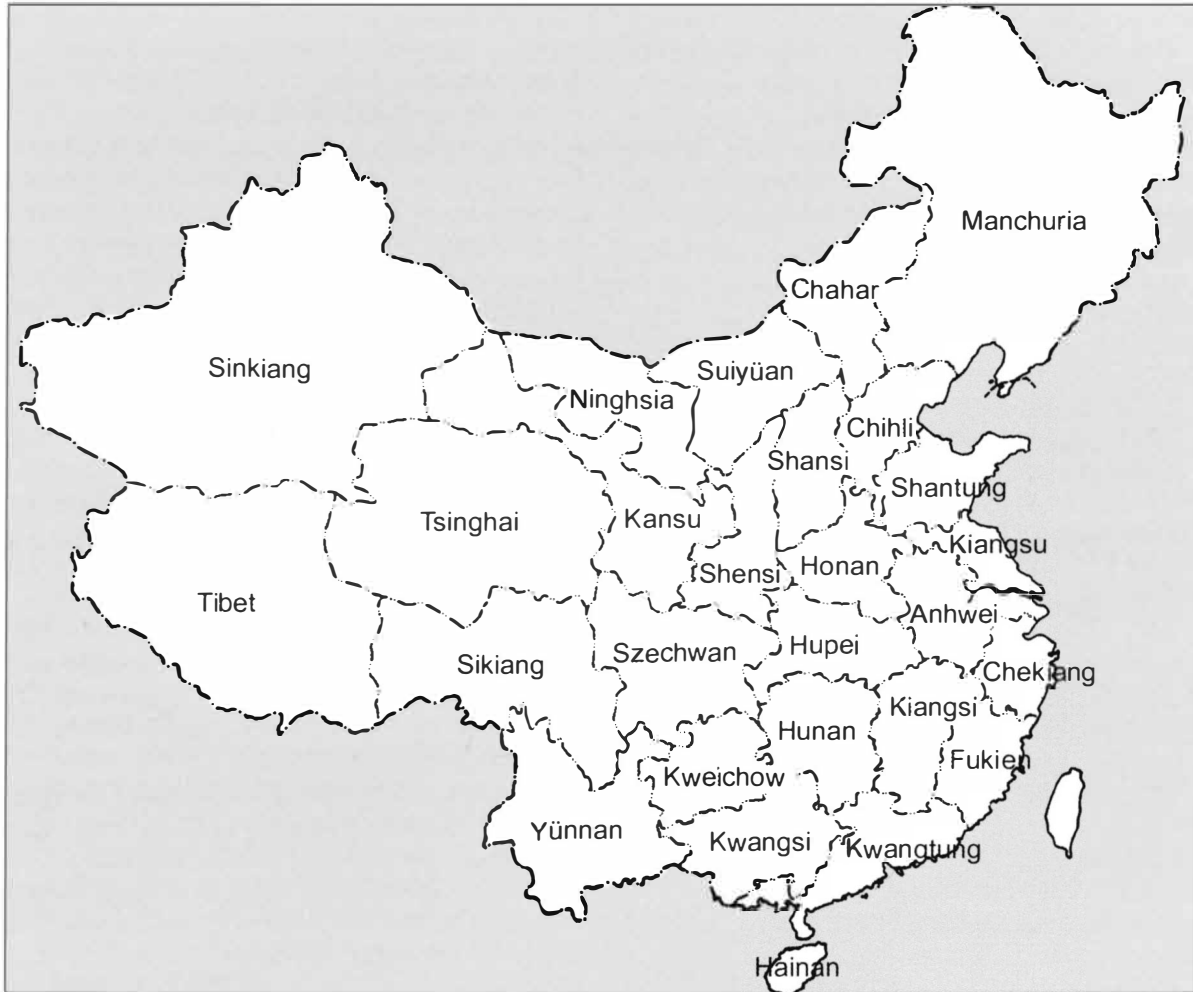 Manchuria
Chahar
Sinkiang
Suiyüan
Ninghsia
Chihli
Shansi
Shantung
Tsinghai
Kansu
Kiangsu
Honan
Shensi
Tibet
Anhwei
Hupei
Szechwan
Sikiang
Chekiang
Kiangsi
Hunan
Fukien
Kweichow
Yünnan
Kwangsi
Kwangtung
Hainan